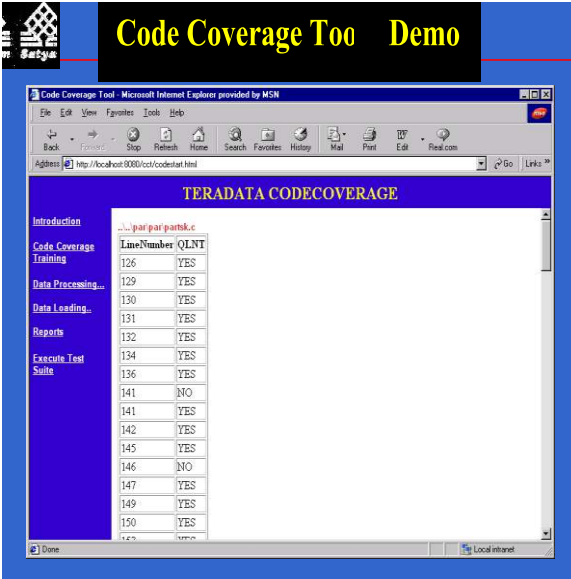 Code Coverage Too Demo
Satya
Code Coverage Tool - Microsoft Internet Explorer provided by MSN
File Edit View Favorites Tools Help
Back Forward Stop Refresh Home Search Favorites History Mail Print Edit Real.com
Address http://localhost:8080/cct/codestart.html Go Links »
TERADATA CODECOVERAGE
Introduction
Code Coverage
Training
Data Processing...
Data Loading..
Reports
Execute Test
Suite
..\..\par\par\partsk.c
LineNumber QLNT
126 YES
129 YES
130 YES
131 YES
132 YES
134 YES
136 YES
141 NO
141 YES
142 YES
145 YES
146 NO
147 YES
149 YES
150 YES
Done Local intranet